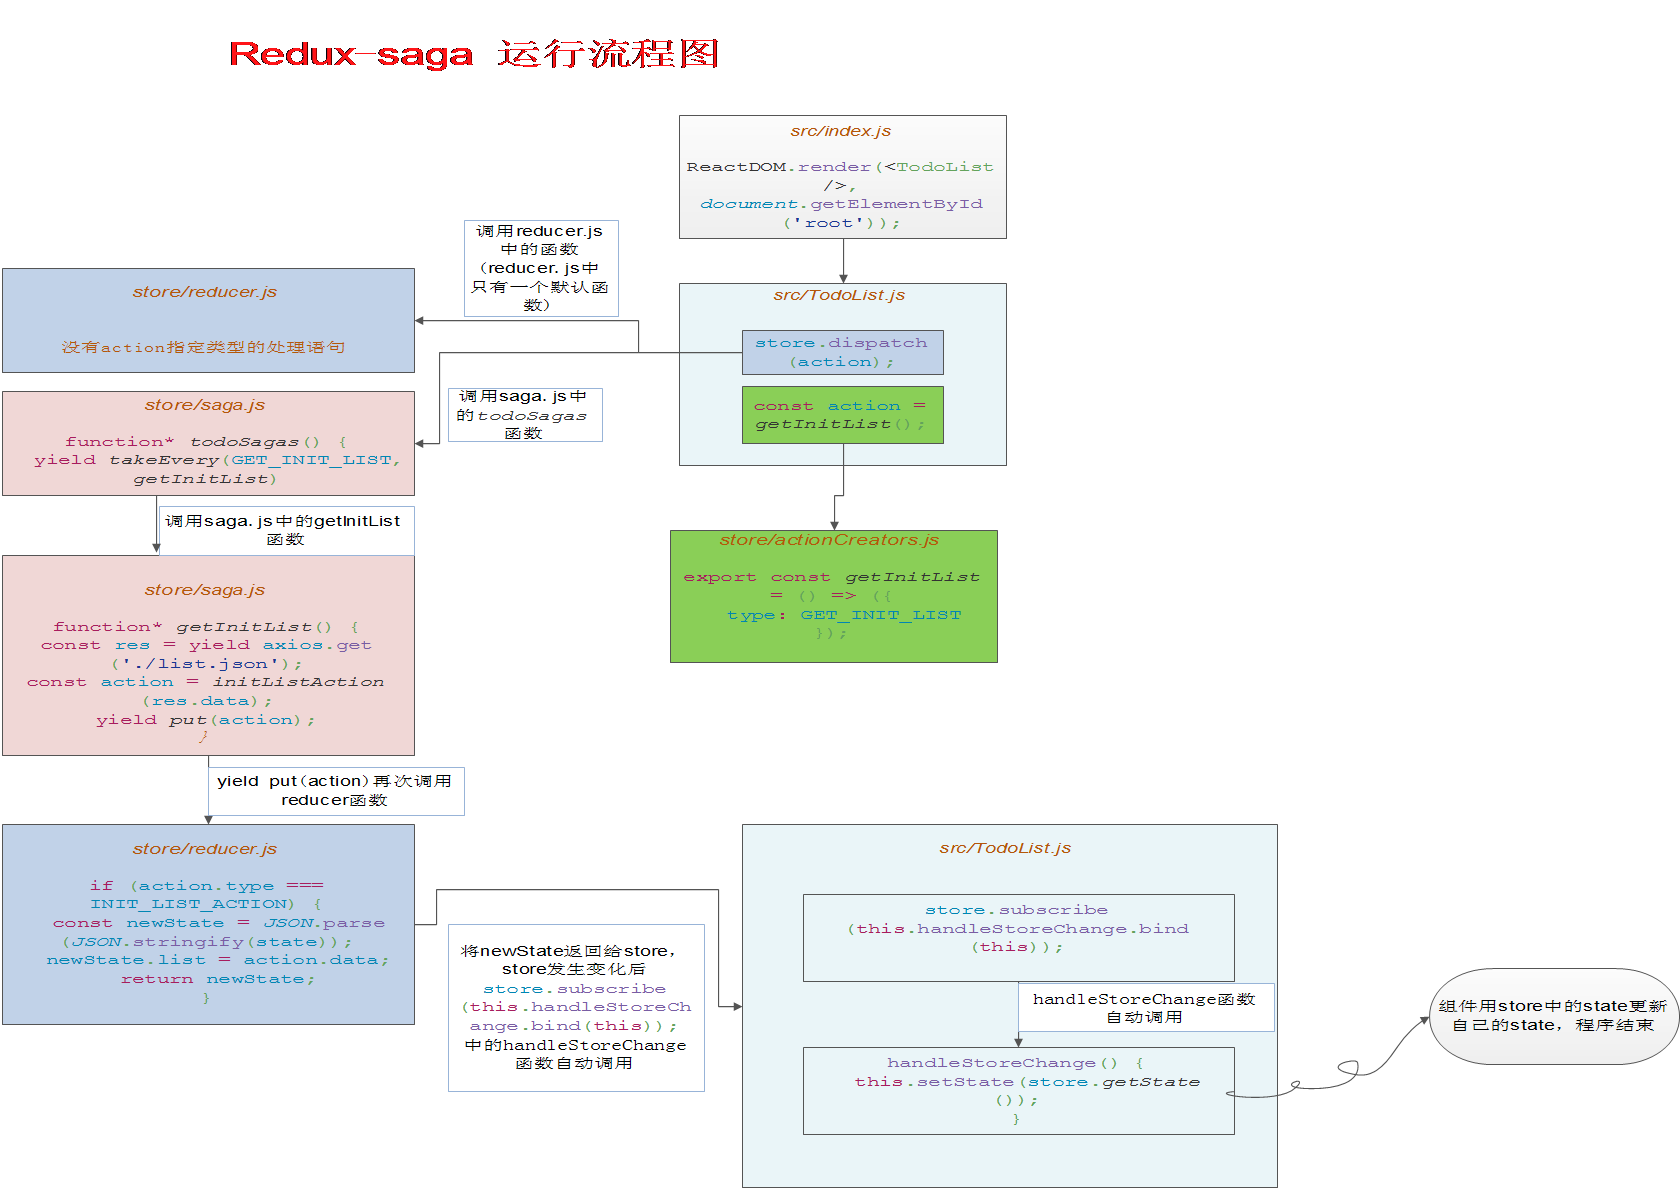 Redux-saga 运行流程图
src/index.js
ReactDOM.render(<TodoList
/>,
document.getElementById
('root'));
调用reducer.js
中的函数
（reducer.js中
只有一个默认函
数）
store/reducer.js
没有action指定类型的处理语句
src/TodoList.js
store.dispatch
(action);
const action =
getInitList();
调用saga.js中
的todoSagas
函数
store/saga.js
function* todoSagas() {
yield takeEvery(GET_INIT_LIST,
getInitList)
调用saga.js中的getInitList
函数
store/actionCreators.js
export const getInitList
= () => ({
type: GET_INIT_LIST
});
store/saga.js
function* getInitList() {
const res = yield axios.get
('./list.json');
const action = initListAction
(res.data);
yield put(action);
}
yield put(action)再次调用
reducer函数
store/reducer.js
if (action.type ===
INIT_LIST_ACTION) {
const newState = JSON.parse
(JSON.stringify(state));
newState.list = action.data;
return newState;
}
将newState返回给store，
store发生变化后
store.subscribe
(this.handleStoreCh
ange.bind(this));
中的handleStoreChange
函数自动调用
src/TodoList.js
store.subscribe
(this.handleStoreChange.bind
(this));
handleStoreChange函数
自动调用
handleStoreChange() {
this.setState(store.getState
());
}
组件用store中的state更新
自己的state，程序结束